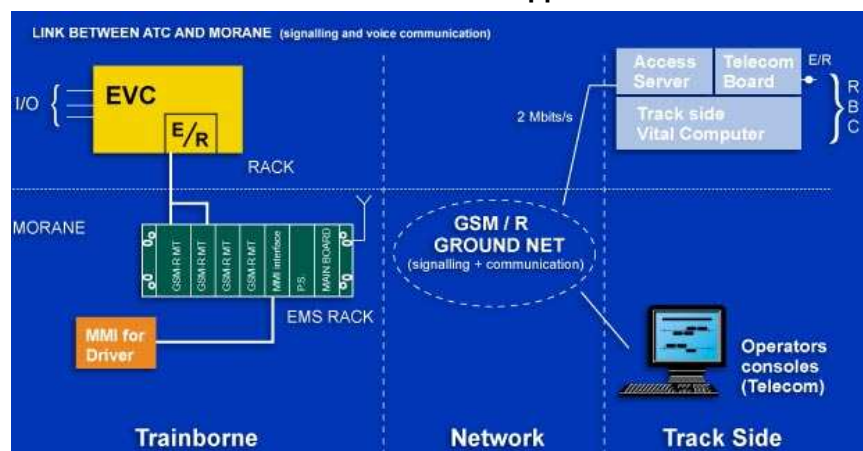 LINK BETWEEN ATC AND MORANE (signalling and voice communication)
I/O
EVC
E/R
RACK
MORANE
GSM-R MT
GSM-R MT
GSM-R MT
GSM-R MT
MMI interface
P.S.
MAIN BOARD
EMS RACK
MMI for
Driver
Trainborne
2 Mbits/s
GSM / R
GROUND NET
(signalling + communication)
Network
Access
Server
Telecom
Board
E/R
Track side
Vital Computer
R
B
C
Operators
consoles
(Telecom)
Track Side